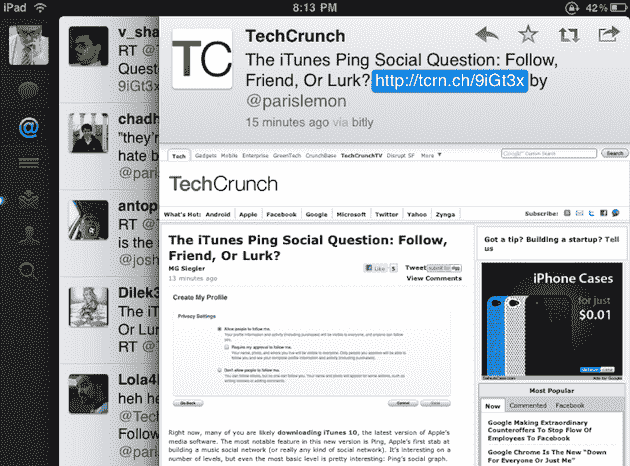 iPad
8:13 PM
42%
v_sha
RT @T
Quest
9iGt3x
chadh
"they'r
hate b
@paris
antop
RT @
is the
@josh
Dilek3
The iT
Or Lu
RT @
Lola4l
heh he
@Tech
Follow
@paris
TC
TechCrunch
The iTunes Ping Social Question: Follow,
Friend, Or Lurk? http://tcrn.ch/9iGt3x by
@parislemon
15 minutes ago via bitly
Tech Gadgets Mobile Enterprise GreenTech CrunchBase TechCrunchTV Disrupt SF More
Custom Search Search
TechCrunch
What's Hot: Android Apple Facebook Google Microsoft Twitter Yahoo Zynga
Subscribe:
The iTunes Ping Social Question: Follow,
Friend, Or Lurk?
MG Siegler
13 minutes ago
Like 5
Tweet
View Comments
Create My Profile
Privacy Settings
Allow people to follow me.
Require my approval to follow me.
Don't allow people to follow me.
Go Back
Cancel
Right now, many of you are likely downloading iTunes 10, the latest version of Apple's
media software. The most notable feature in this new version is Ping, Apple's first stab at
building a music social network (or really any kind of social network). It's interesting on a
number of levels, but even the most basic level is pretty interesting: Ping's social graph.
Got a tip? Building a startup? Tell
us
iPhone Cases
for just
$0.01
Ads by Google
Most Popular
Now Commented Facebook
Google Making Extraordinary
Counteroffers To Stop Flow Of
Employees To Facebook
Google Chrome Is The New "Down
For Everyone Or Just Me"